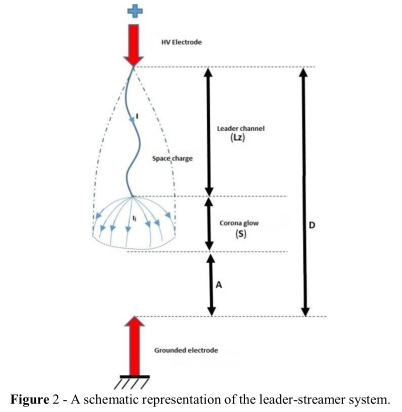 +
HV Electrode
I
Leader channel
(Lz)
Space charge
Corona glow
(S)
D
A
Grounded electrode
Figure 2 - A schematic representation of the leader-streamer system.